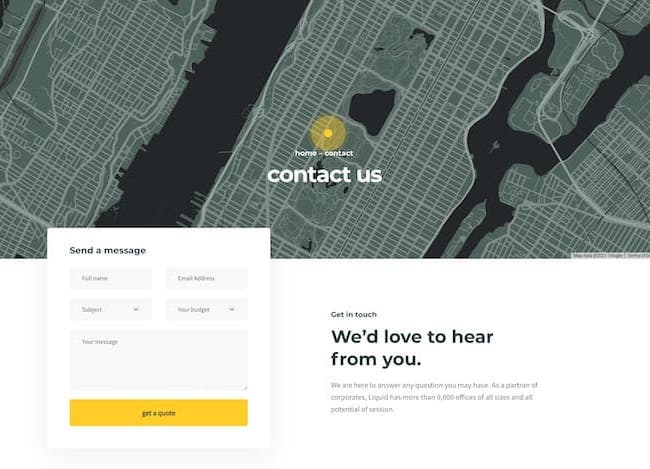 home – contact
contact us
Map data ©2021 Google
Send a message
Full name
Email Address
Subject
Your budget
Your message
get a quote
Get in touch
We'd love to hear
from you.
We are here to answer any question you may have. As a partner of
corporates, Liquid has more than 9,000 offices of all sizes and all
potential of session.